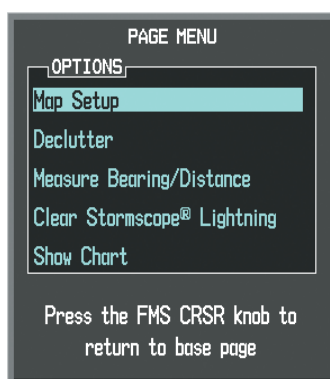 PAGE MENU
OPTIONS
Map Setup
Declutter
Measure Bearing/Distance
Clear Stormscope® Lightning
Show Chart
Press the FMS CRSR knob to
return to base page